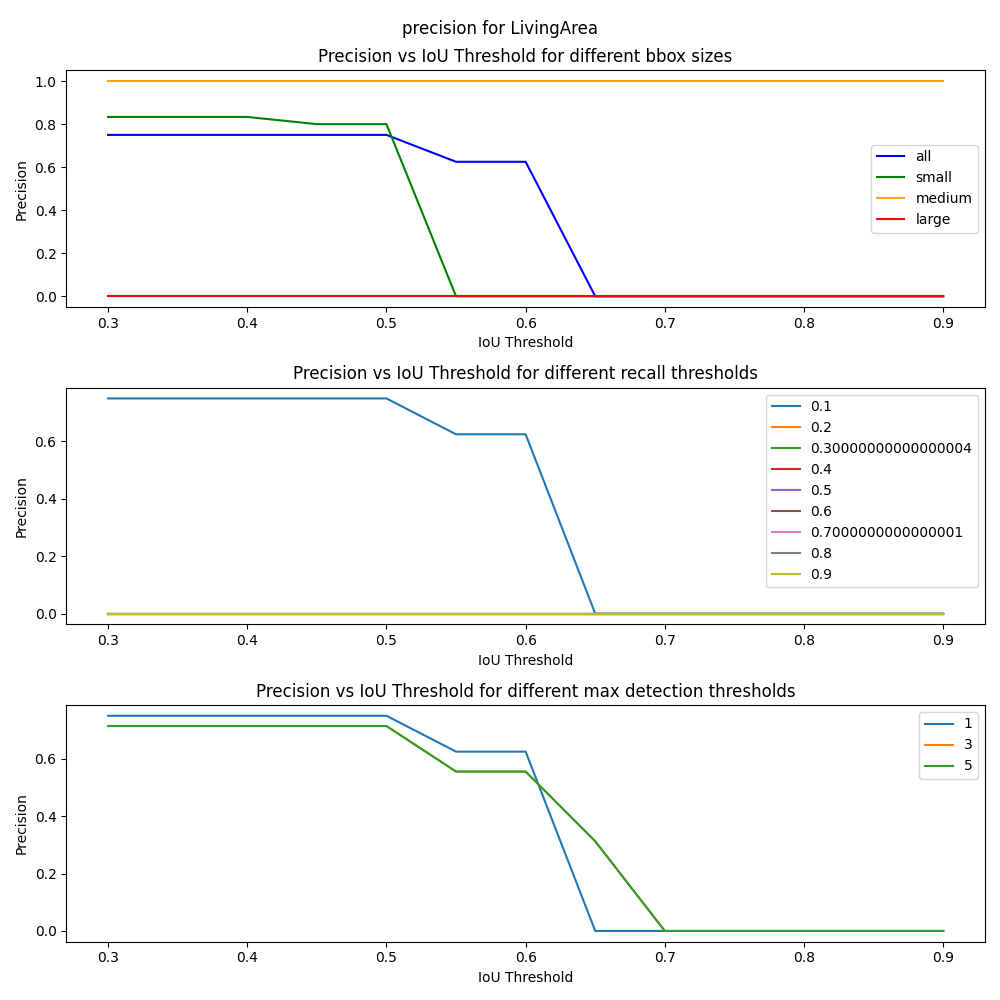 precision for LivingArea
Precision vs IoU Threshold for different bbox sizes
1.0
0.8
0.6
0.4
0.2
0.0
Precision
all
small
medium
large
0.3 0.4 0.5 0.6 0.7 0.8 0.9
IoU Threshold
Precision vs IoU Threshold for different recall thresholds
0.6
0.4
0.2
0.0
Precision
0.1
0.2
0.30000000000000004
0.4
0.5
0.6
0.7000000000000001
0.8
0.9
0.3 0.4 0.5 0.6 0.7 0.8 0.9
IoU Threshold
Precision vs IoU Threshold for different max detection thresholds
0.6
0.4
0.2
0.0
Precision
1
3
5
0.3 0.4 0.5 0.6 0.7 0.8 0.9
IoU Threshold